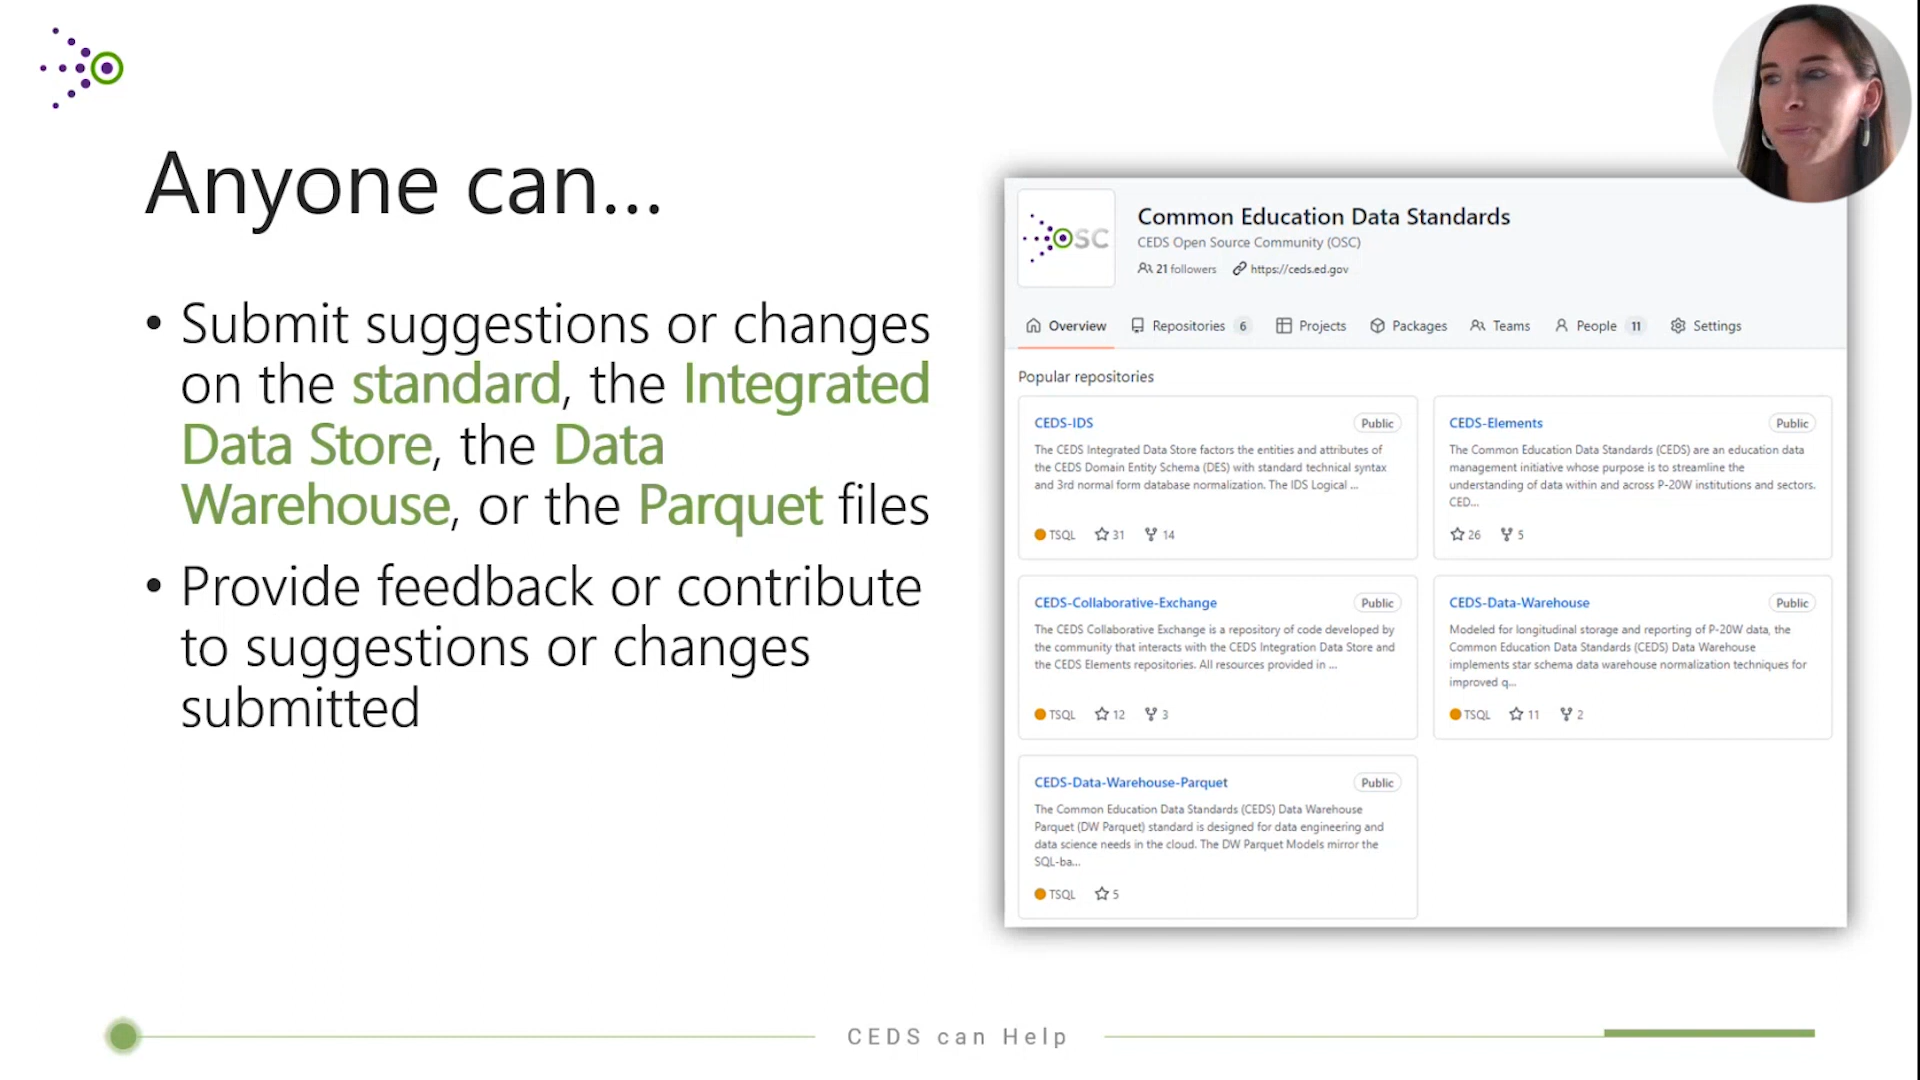 Anyone can...
• Submit suggestions or changes
on the standard, the Integrated
Data Store, the Data
Warehouse, or the Parquet files
• Provide feedback or contribute
to suggestions or changes
submitted
OSC
Common Education Data Standards
CEDS Open Source Community (OSC)
21 followers https://ceds.ed.gov
Overview Repositories 6 Projects Packages Teams People 11 Settings
Popular repositories
CEDS-IDS Public
The CEDS Integrated Data Store factors the entities and attributes of
the CEDS Domain Entity Schema (DES) with standard technical syntax
and 3rd normal form database normalization. The IDS Logical ...
TSQL 31 14
CEDS-Elements Public
The Common Education Data Standards (CEDS) are an education data
management initiative whose purpose is to streamline the
understanding of data within and across P-20W institutions and sectors.
CED...
26 5
CEDS-Collaborative-Exchange Public
The CEDS Collaborative Exchange is a repository of code developed by
the community that interacts with the CEDS Integration Data Store and
the CEDS Elements repositories. All resources provided in ...
TSQL 12 3
CEDS-Data-Warehouse Public
Modeled for longitudinal storage and reporting of P-20W data, the
Common Education Data Standards (CEDS) Data Warehouse
implements star schema data warehouse normalization techniques for
improved q...
TSQL 11 2
CEDS-Data-Warehouse-Parquet Public
The Common Education Data Standards (CEDS) Data Warehouse
Parquet (DW Parquet) standard is designed for data engineering and
data science needs in the cloud. The DW Parquet Models mirror the
SQL-ba...
TSQL 5
CEDS can Help